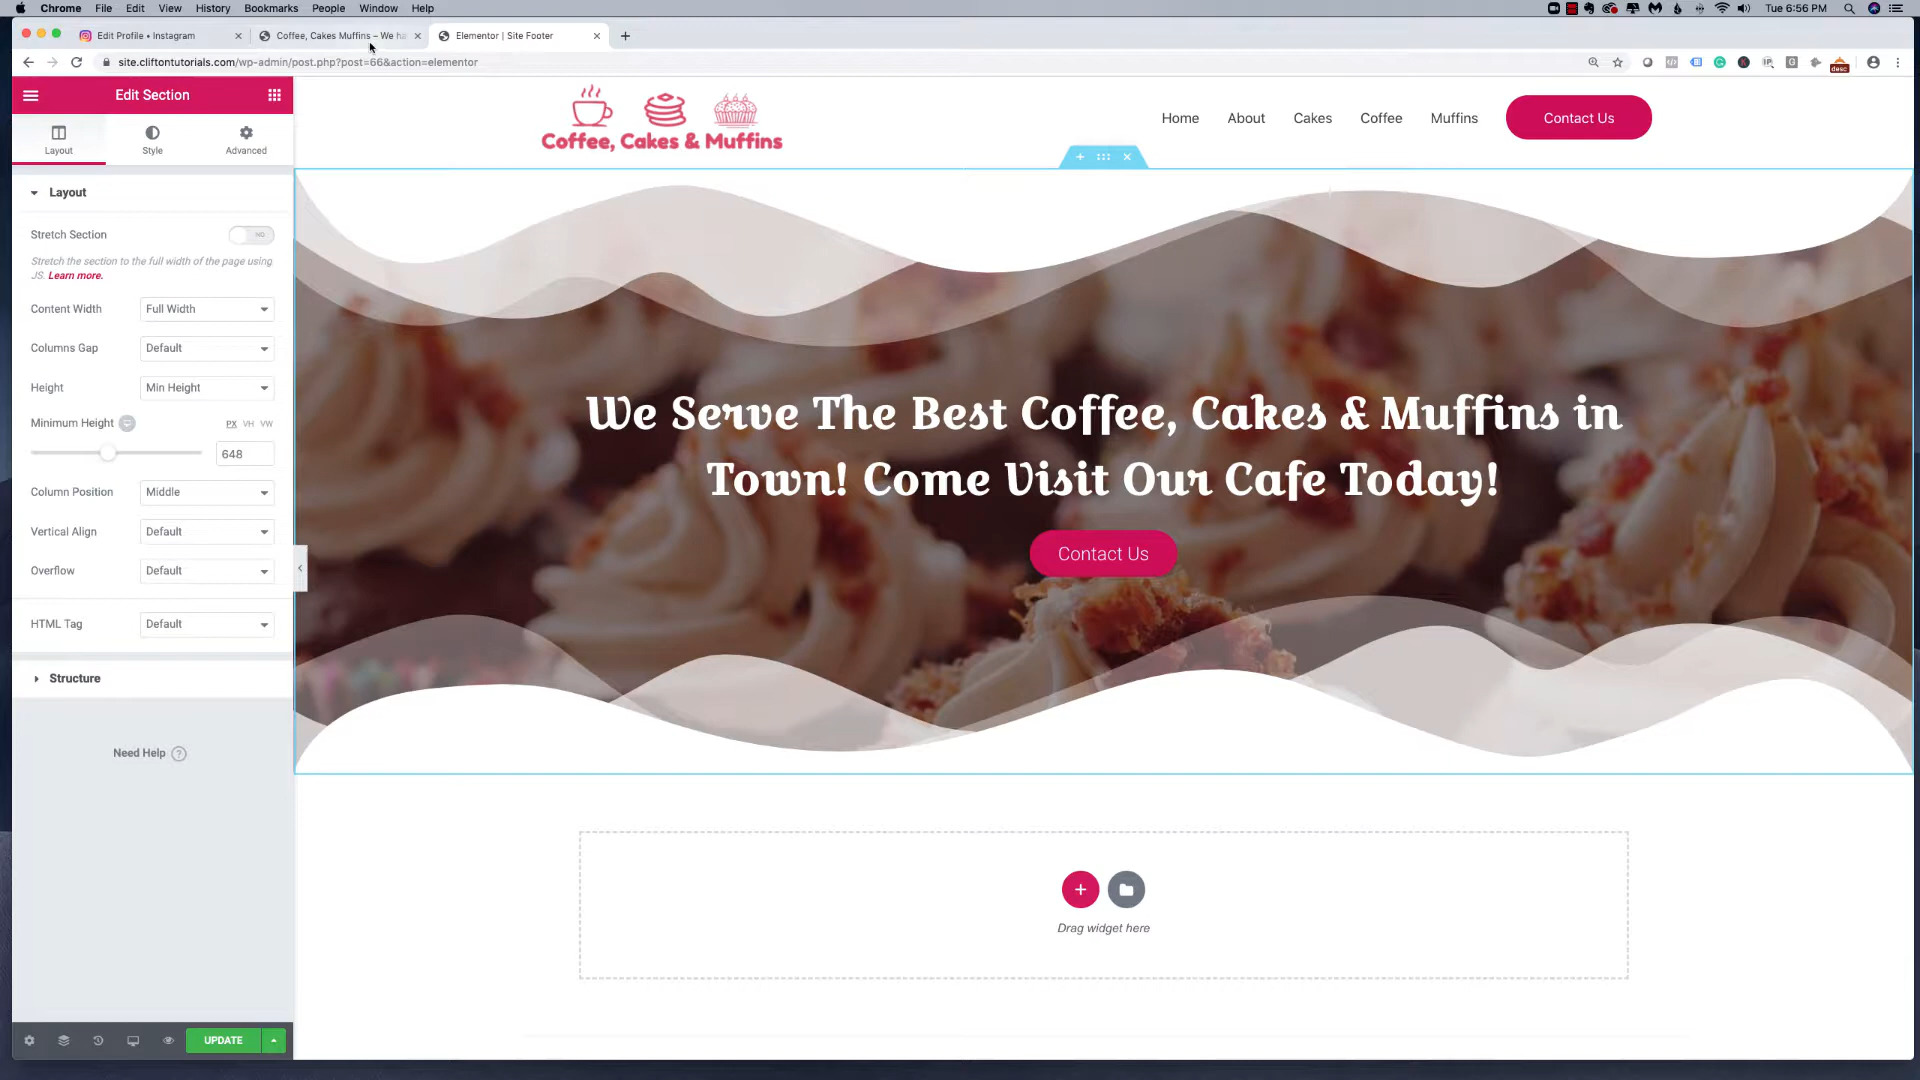 Chrome File Edit View History Bookmarks People Window Help
Tue 6:56 PM
Edit Profile • Instagram
Coffee, Cakes Muffins – We ha
Elementor | Site Footer
site.cliftontutorials.com/wp-admin/post.php?post=66&action=elementor
desc
Edit Section
Layout
Style
Advanced
Layout
Stretch Section
NO
Stretch the section to the full width of the page using
JS. Learn more.
Content Width
Full Width
Columns Gap
Default
Height
Min Height
Minimum Height
PX VH VW
648
Column Position
Middle
Vertical Align
Default
Overflow
Default
HTML Tag
Default
Structure
Need Help ?
UPDATE
Coffee, Cakes & Muffins
Home About Cakes Coffee Muffins Contact Us
We Serve The Best Coffee, Cakes & Muffins in
Town! Come Visit Our Cafe Today!
Contact Us
Drag widget here